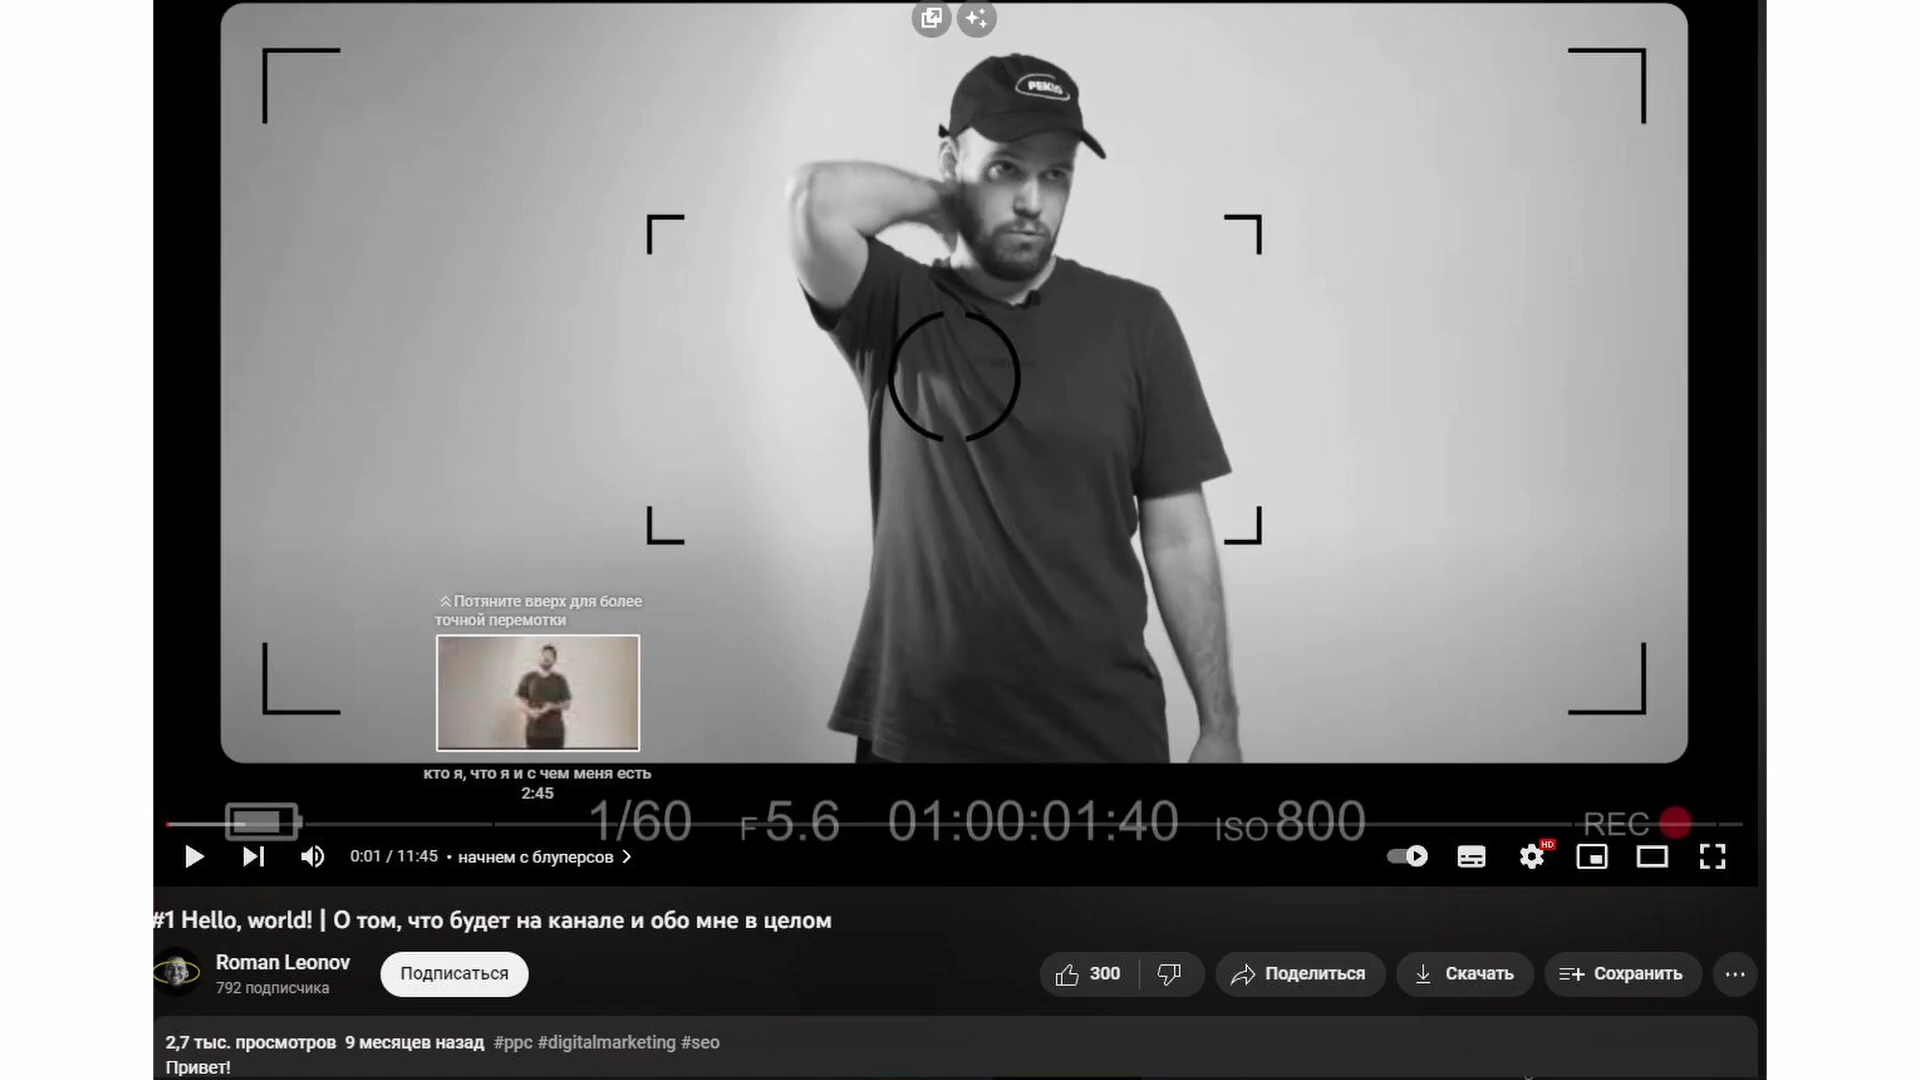 Потяните вверх для более
точной перемотки
кто я, что я и с чем меня есть
2:45
1/60 F 5.6 01:00:01:40 ISO 800 REC
0:01 / 11:45 • начнем с блуперсов
HD
#1 Hello, world! | О том, что будет на канале и обо мне в целом
Roman Leonov
792 подписчика
Подписаться
300
Поделиться
Скачать
Сохранить
2,7 тыс. просмотров 9 месяцев назад #ppc #digitalmarketing #seo
Привет!